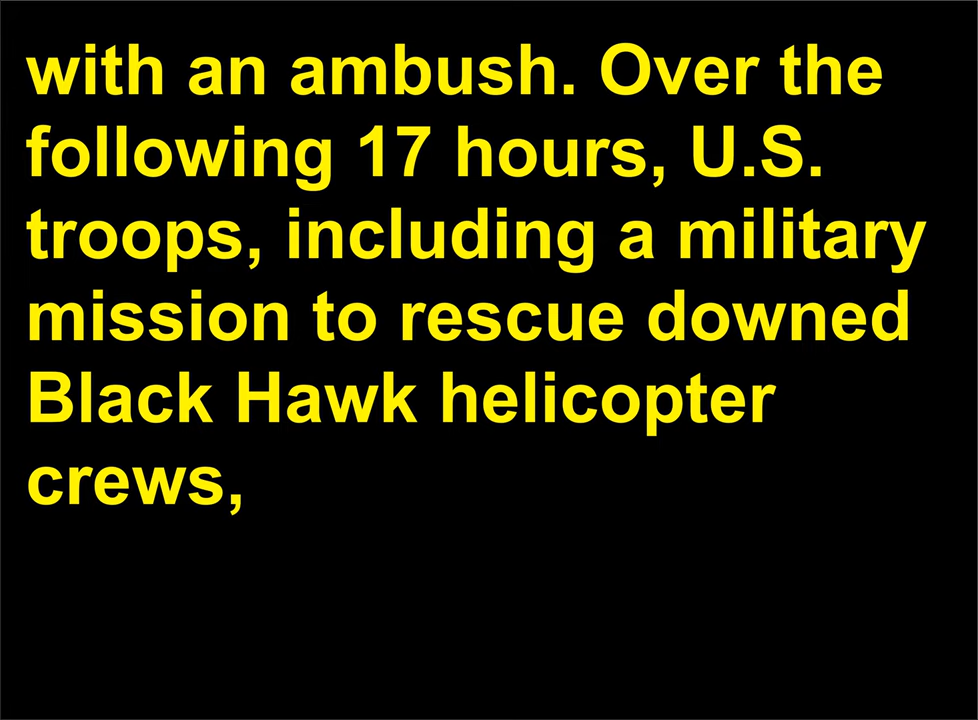 with an ambush. Over the
following 17 hours, U.S.
troops, including a military
mission to rescue downed
Black Hawk helicopter
crews,